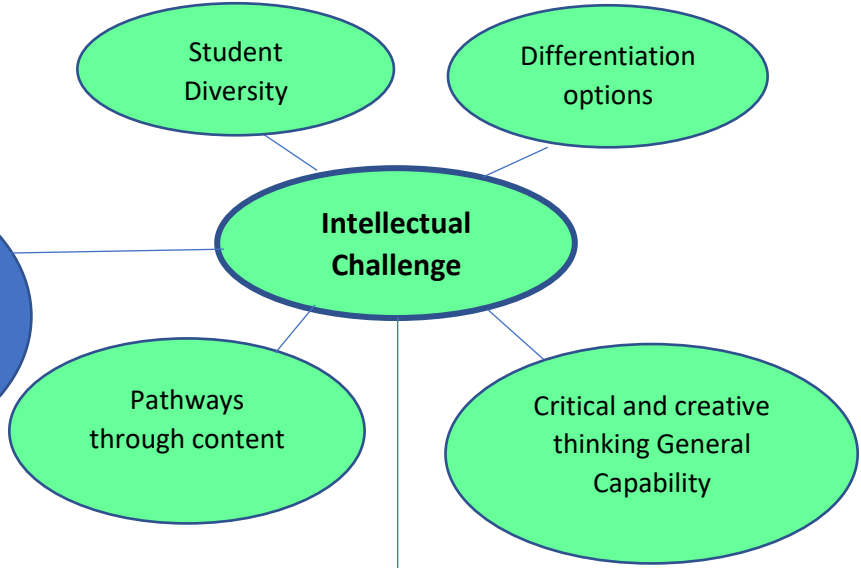 Student
Diversity
Differentiation
options
Intellectual
Challenge
Pathways
through content
Critical and creative
thinking General
Capability